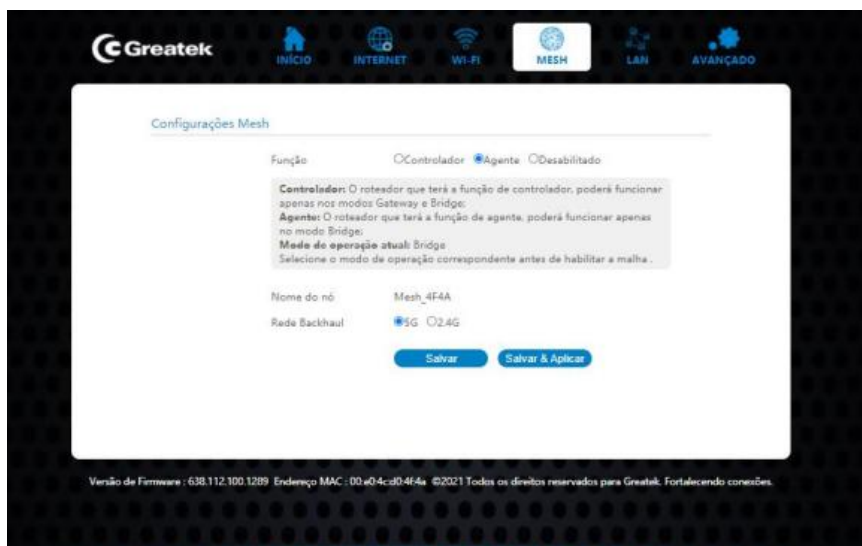 Greatek
INÍCIO INTERNET WI-FI MESH LAN AVANÇADO
Configurações Mesh
Função Controlador Agente Desabilitado
Controlador: O roteador que terá a função de controlador, poderá funcionar
apenas nos modos Gateway e Bridge;
Agente: O roteador que terá a função de agente, poderá funcionar apenas
no modo Bridge;
Modo de operação atual: Bridge
Selecione o modo de operação correspondente antes de habilitar a malha .
Nome do nó Mesh_4F4A
Rede Backhaul 5G 2.4G
Salvar Salvar & Aplicar
Versão de Firmware : 638.112.100.1289 Endereço MAC : 00:e0:4c:d0:4f:4a ©2021 Todos os direitos reservados para Greatek. Fortalecendo conexões.